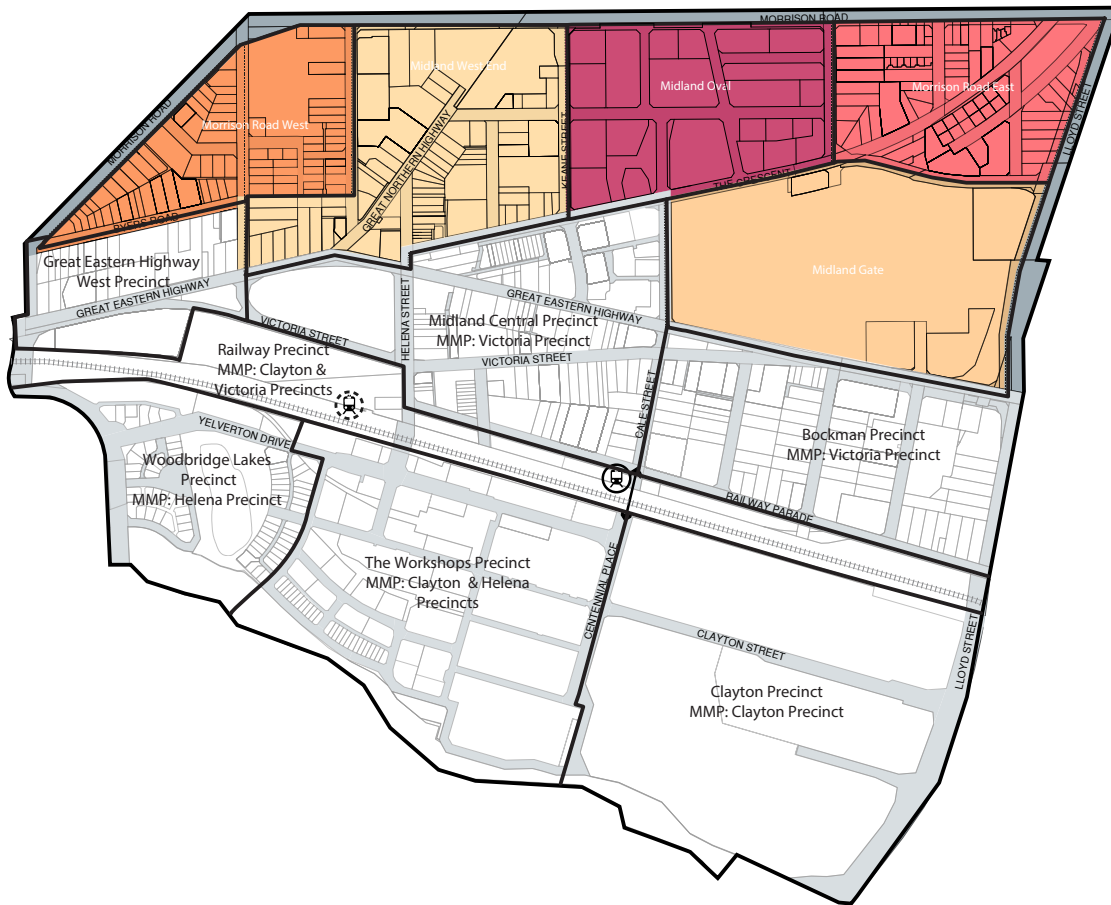 MORRISON ROAD
Midland West End
Midland Oval
Morrison Road East
Morrison Road West
MORRISON ROAD
LLOYD STREET
KEANE STREET
GREAT NORTHERN HIGHWAY
THE CRESCENT
BYERS ROAD
Great Eastern Highway
West Precinct
GREAT EASTERN HIGHWAY
Midland Gate
GREAT EASTERN HIGHWAY
HELENA STREET
Midland Central Precinct
MMP: Victoria Precinct
VICTORIA STREET
VICTORIA STREET
Railway Precinct
MMP: Clayton &
Victoria Precincts
CALE STREET
YELVERTON DRIVE
Bockman Precinct
MMP: Victoria Precinct
Woodbridge Lakes
Precinct
MMP: Helena Precinct
RAILWAY PARADE
The Workshops Precinct
MMP: Clayton & Helena
Precincts
CENTENNIAL PLACE
CLAYTON STREET
LLOYD STREET
Clayton Precinct
MMP: Clayton Precinct